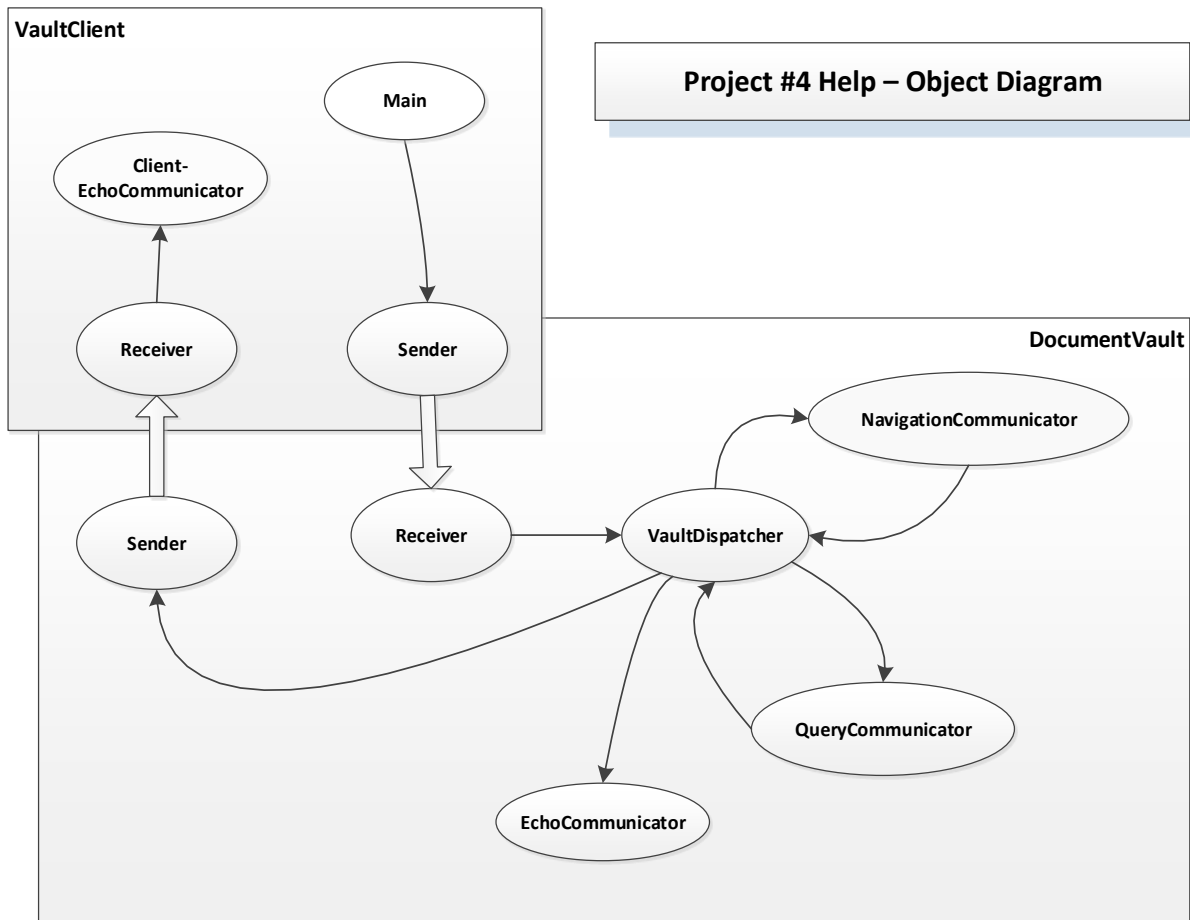 VaultClient
Project #4 Help – Object Diagram
Main
Client-
EchoCommunicator
Receiver
Sender
DocumentVault
NavigationCommunicator
Sender
Receiver
VaultDispatcher
QueryCommunicator
EchoCommunicator